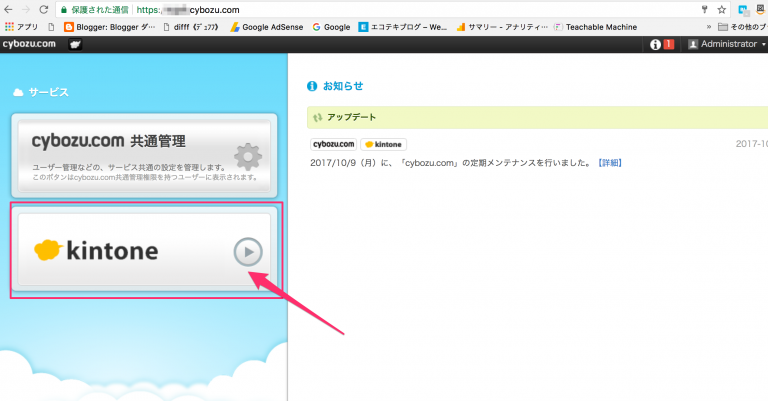 保護された通信 https: cybozu.com
アプリ Blogger: Blogger ダ… difff《ﾃﾞｭﾌﾌ》 Google AdSense Google エコテキブログ – We… サマリー - アナリティ… Teachable Machine » その他のブ
cybozu.com 1 Administrator
サービス
cybozu.com 共通管理
ユーザー管理などの、サービス共通の設定を管理します。
このボタンはcybozu.com共通管理権限を持つユーザーに表示されます。
kintone
お知らせ
アップデート
cybozu.com kintone 2017-10
2017/10/9（月）に、「cybozu.com」の定期メンテナンスを行いました。【詳細】